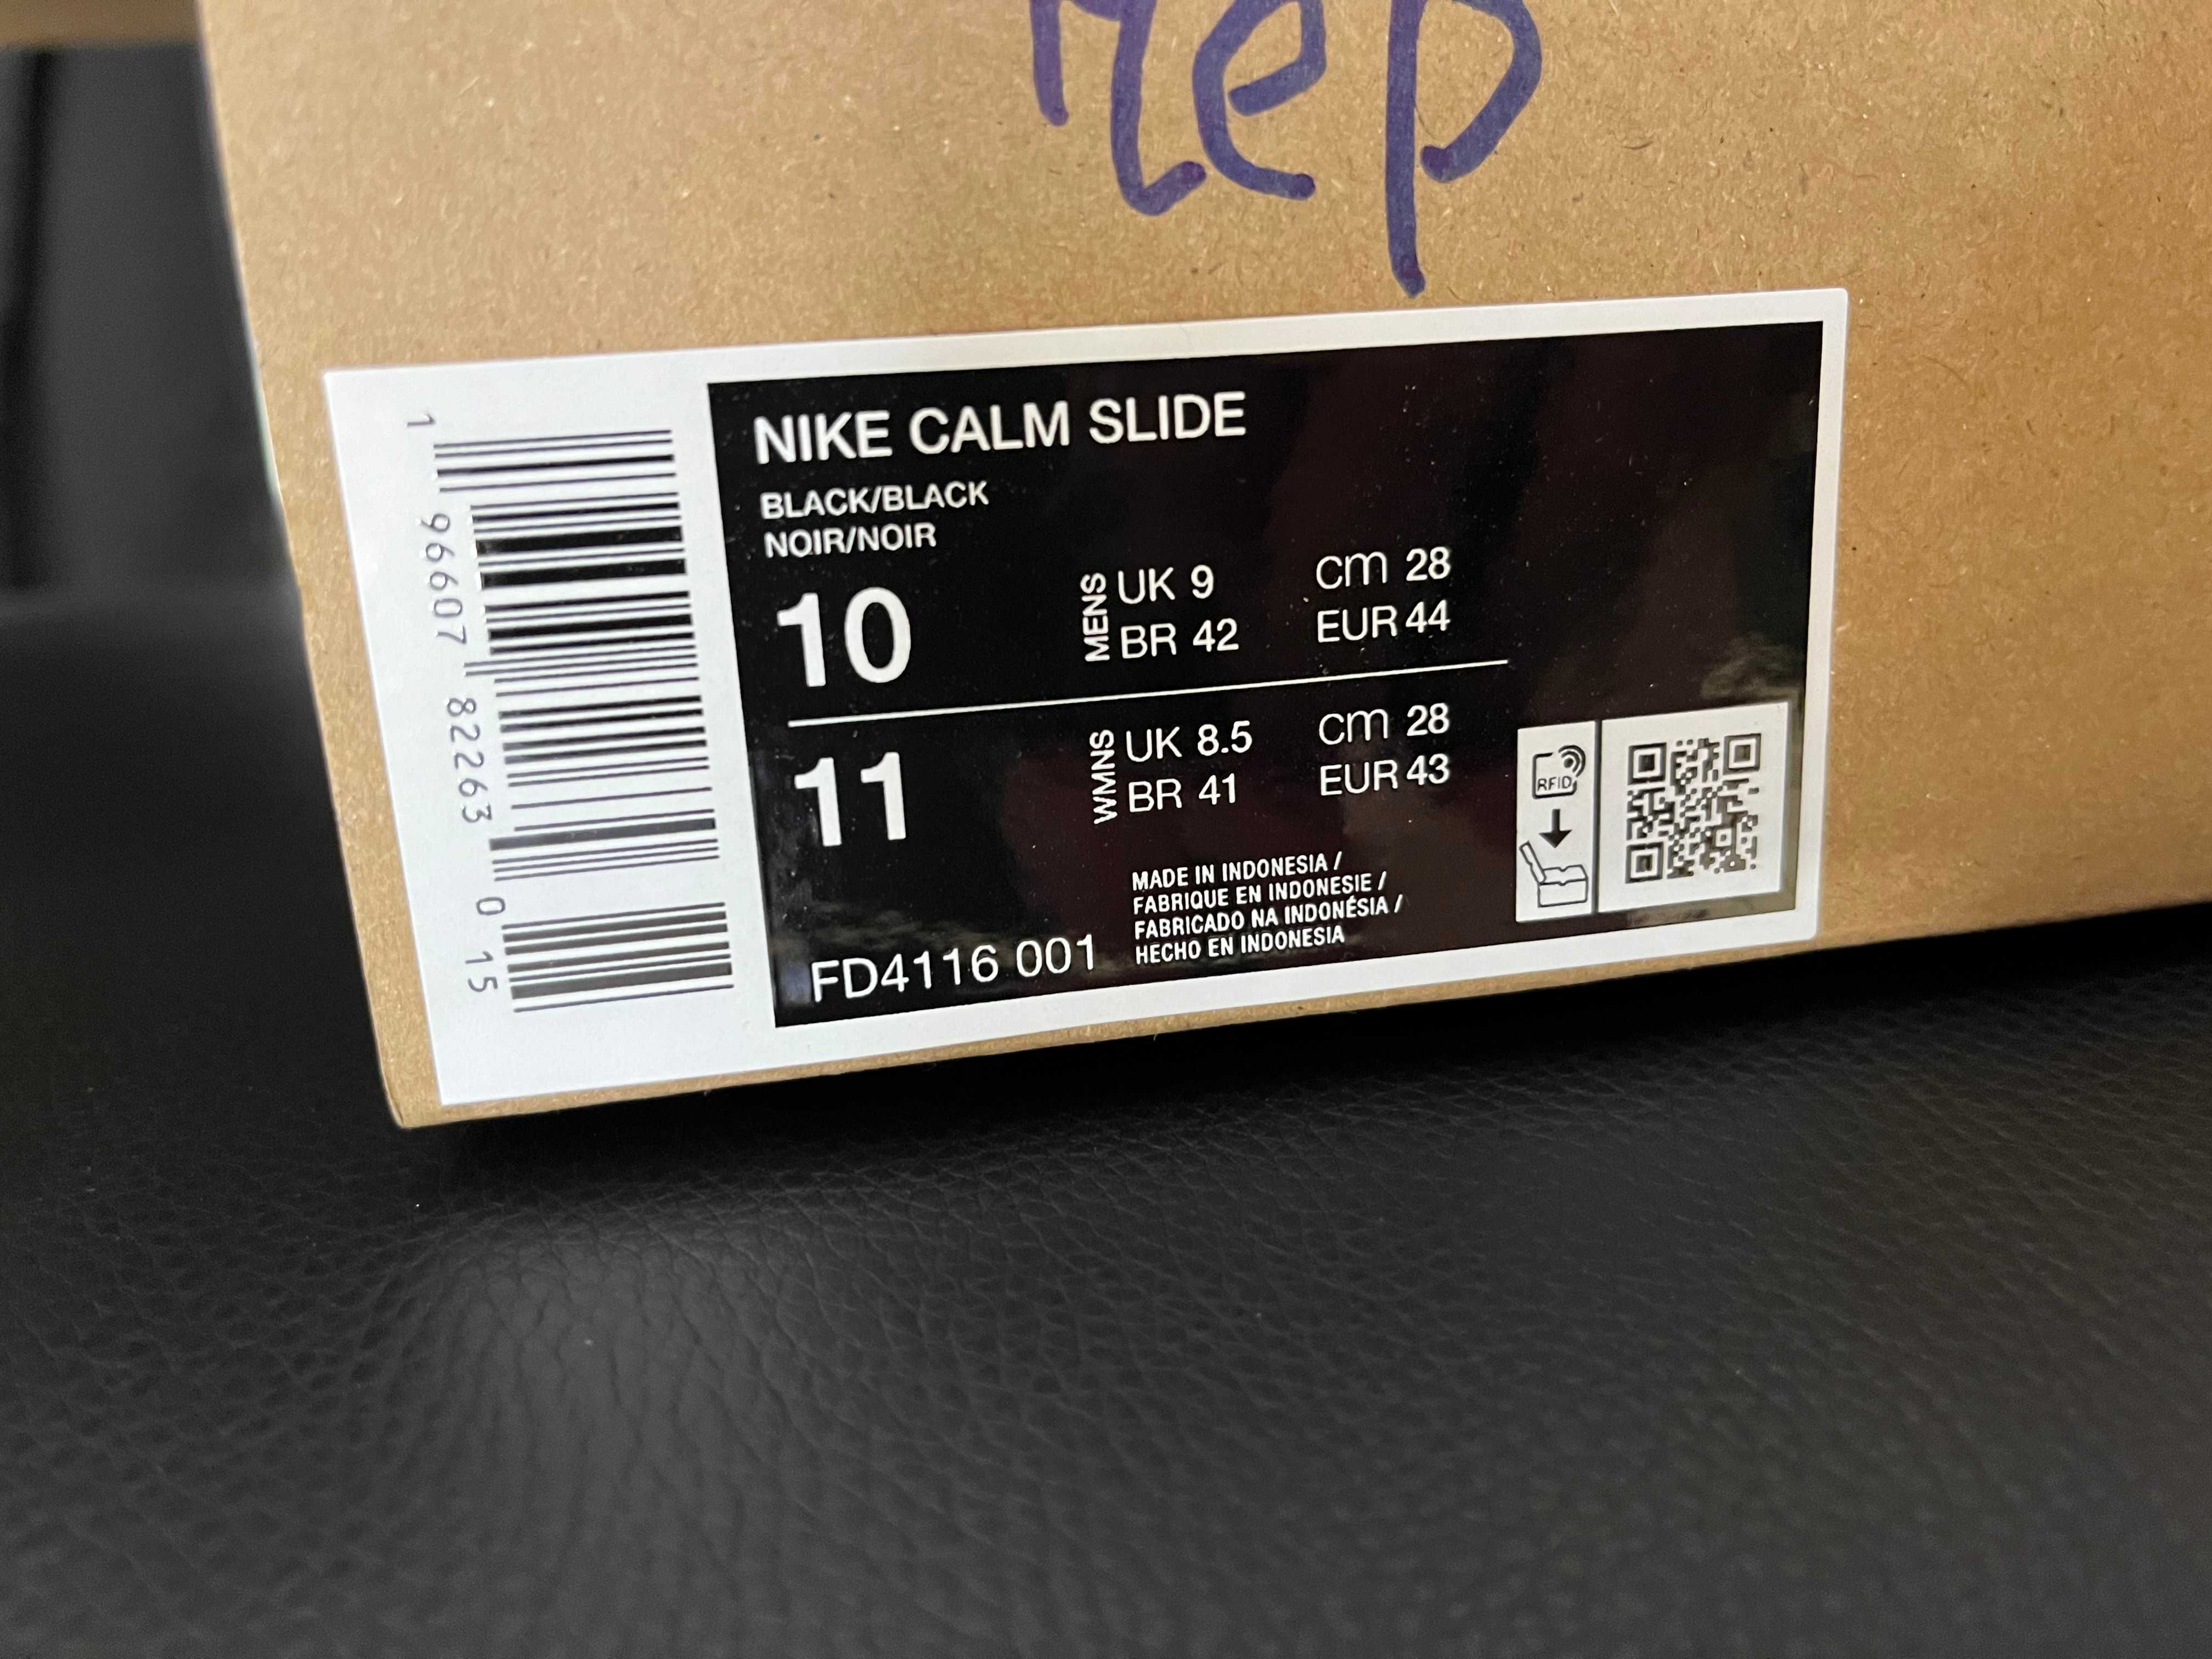 NIKE CALM SLIDE
BLACK/BLACK
NOIR/NOIR
10
MENS
UK 9
cm 28
BR 42
EUR 44
11
WMNS
UK 8.5
cm 28
BR 41
EUR 43
MADE IN INDONESIA /
FABRIQUE EN INDONESIE /
FABRICADO NA INDONÉSIA /
HECHO EN INDONESIA
FD4116 001
RFID
1 96607 82263 0 15